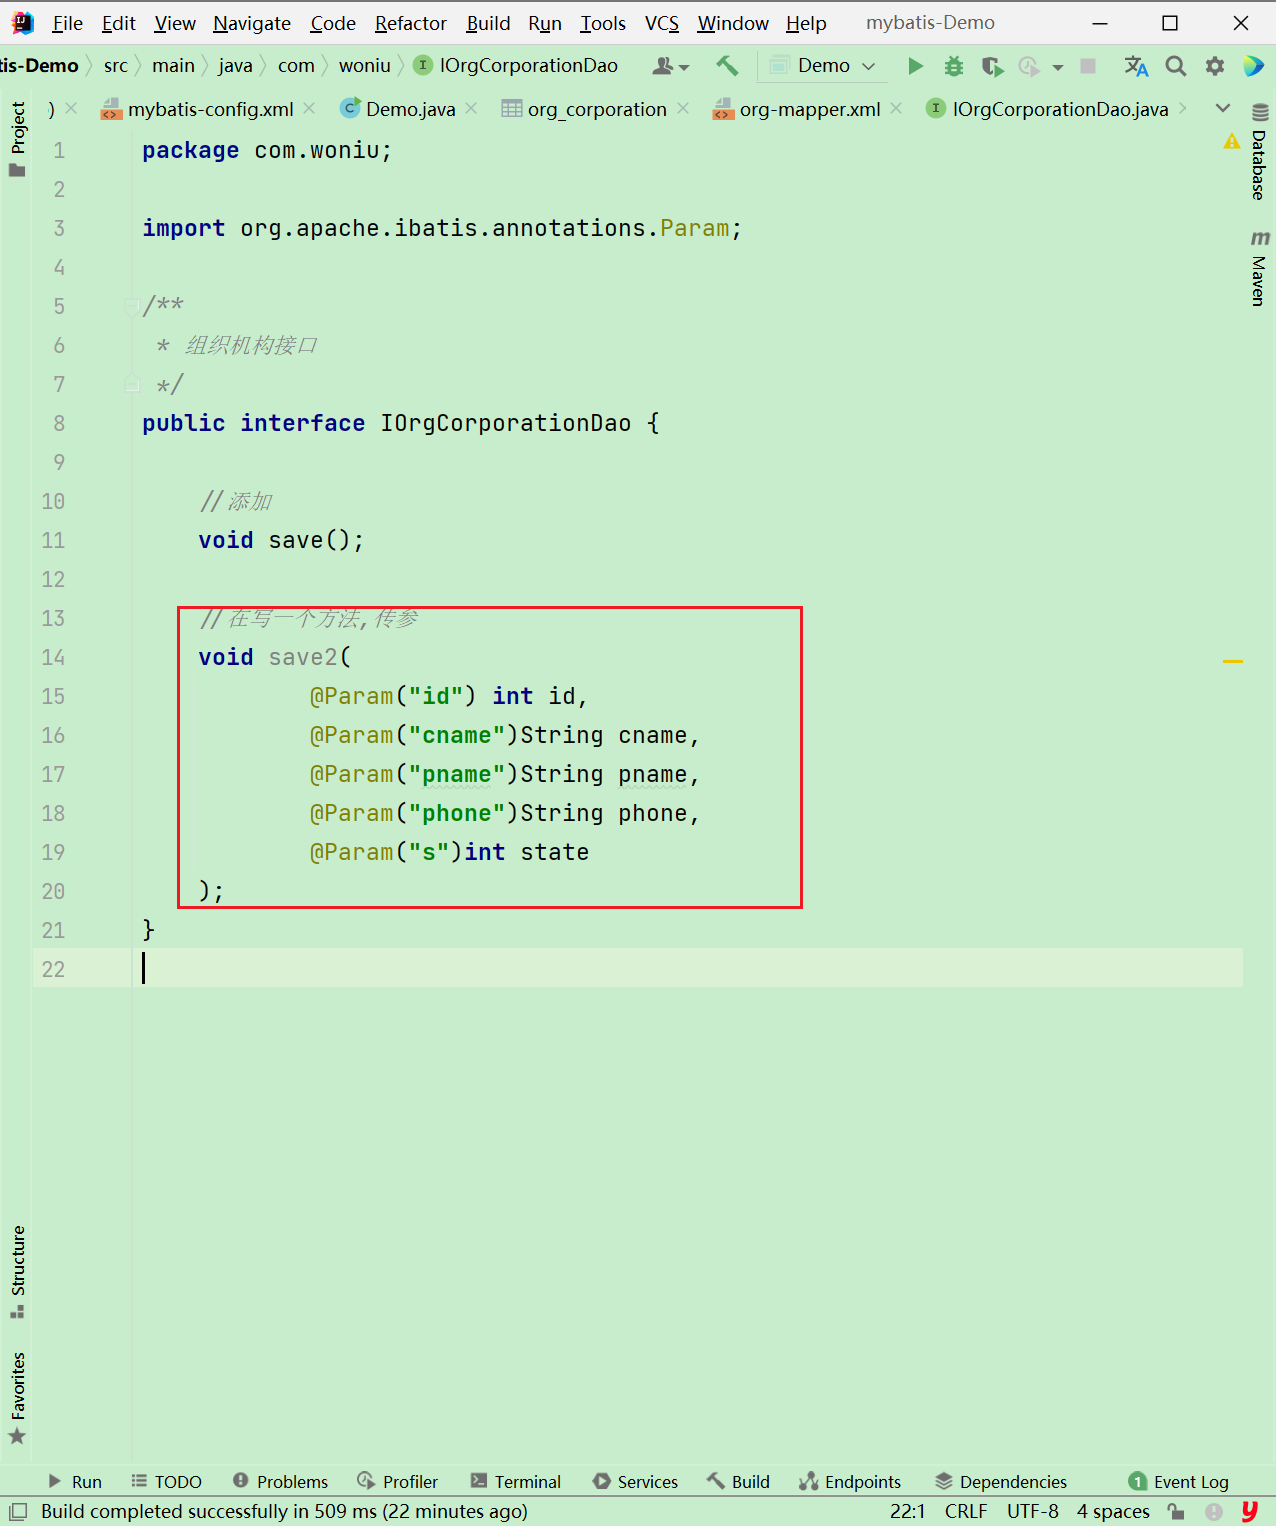 File Edit View Navigate Code Refactor Build Run Tools VCS Window Help mybatis-Demo
tis-Demo src main java com woniu IOrgCorporationDao Demo
) mybatis-config.xml Demo.java org_corporation org-mapper.xml IOrgCorporationDao.java
Project
Database
Maven
1 package com.woniu;
2
3 import org.apache.ibatis.annotations.Param;
4
5 /**
6 * 组织机构接口
7 */
8 public interface IOrgCorporationDao {
9
10 //添加
11 void save();
12
13 //在写一个方法,传参
14 void save2(
15 @Param("id") int id,
16 @Param("cname")String cname,
17 @Param("pname")String pname,
18 @Param("phone")String phone,
19 @Param("s")int state
20 );
21 }
22
Structure
Favorites
Run TODO Problems Profiler Terminal Services Build Endpoints Dependencies 1 Event Log
Build completed successfully in 509 ms (22 minutes ago) 22:1 CRLF UTF-8 4 spaces